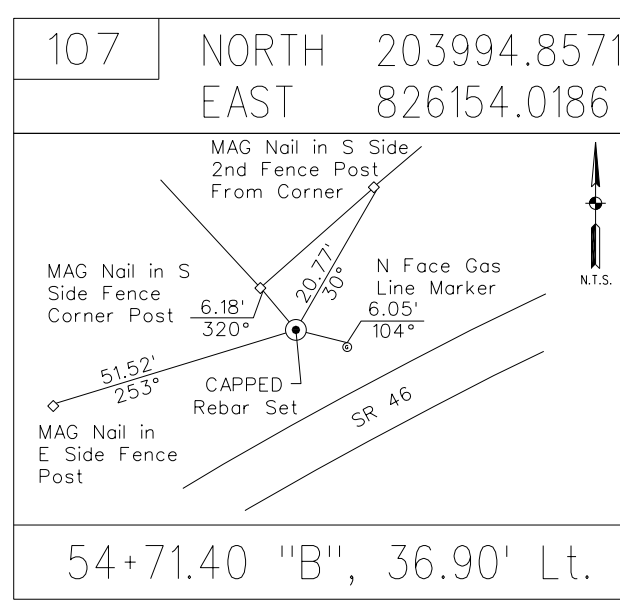 107
NORTH 203994.8571
EAST 826154.0186
MAG Nail in S Side
2nd Fence Post
From Corner
N.T.S.
MAG Nail in S
Side Fence
Corner Post
6.18'
320°
20.77'
30°
N Face Gas
Line Marker
6.05'
104°
G
51.52'
253°
CAPPED
Rebar Set
SR 46
MAG Nail in
E Side Fence
Post
54+71.40 "B", 36.90' Lt.